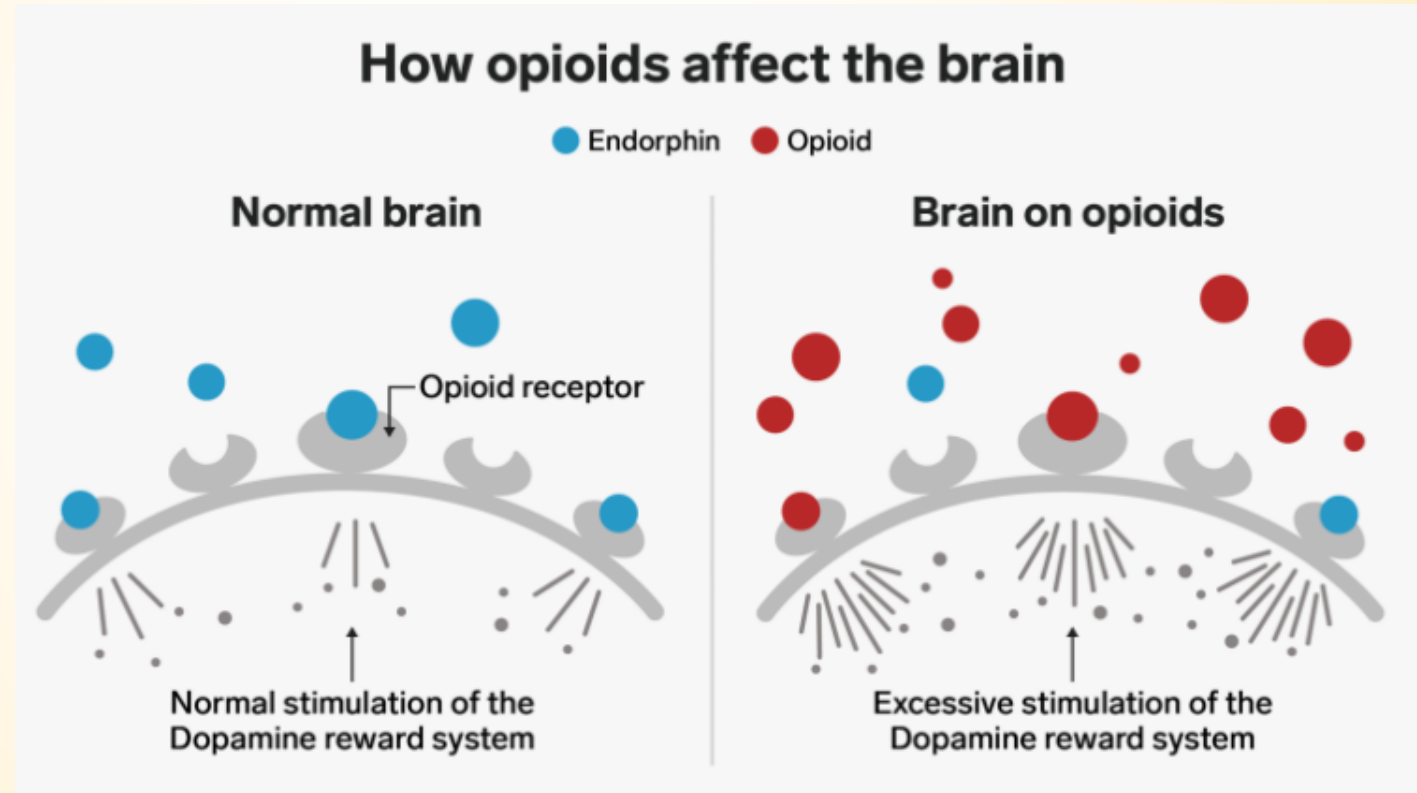 How opioids affect the brain
Endorphin Opioid
Normal brain
Opioid receptor
Normal stimulation of the
Dopamine reward system
Brain on opioids
Excessive stimulation of the
Dopamine reward system